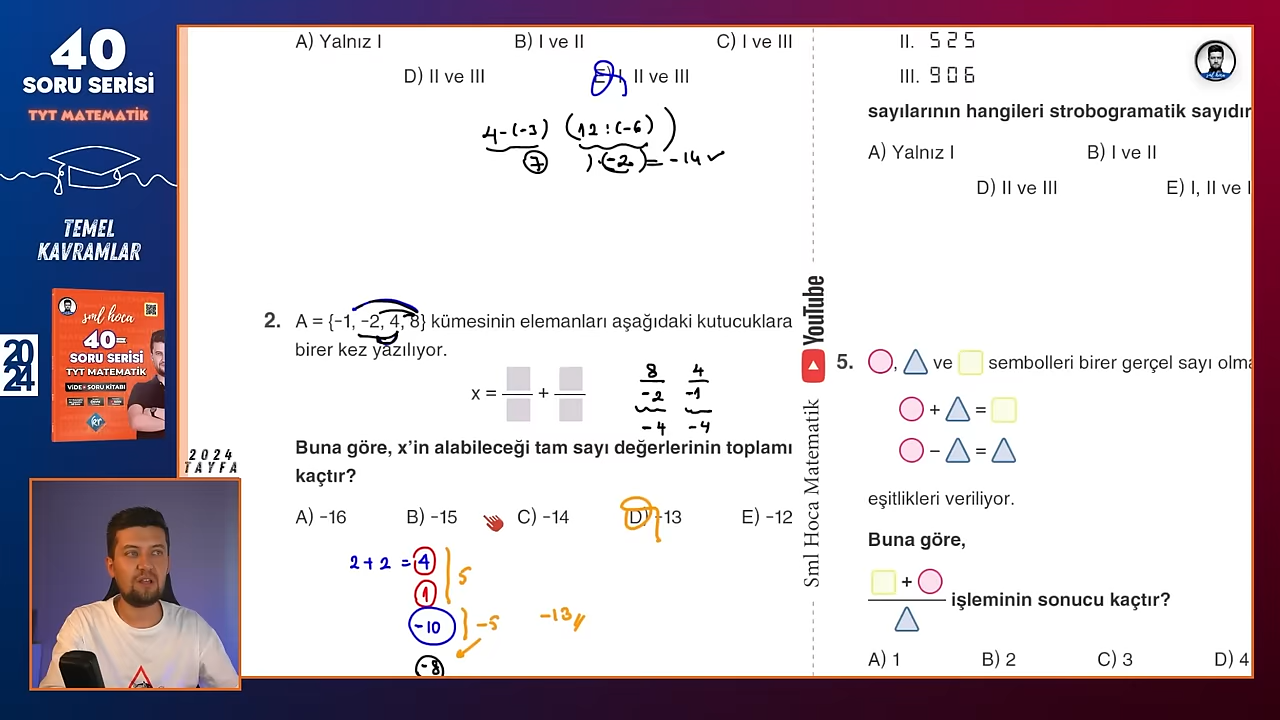 40
SORU SERİSİ
TYT MATEMATİK
TEMEL
KAVRAMLAR
sml hoca
40
SORU SERİSİ
TYT MATEMATİK
VİDEO SORU KİTABI
KR
2024
2024
TAYFA
A) Yalnız I
B) I ve II
C) I ve III
D) II ve III
E) I, II ve III
4-(-3) (12:(-6))
7 ).(-2) = -14 ✓
2. A = {-1, -2, 4, 8} kümesinin elemanları aşağıdaki kutucuklara
birer kez yazılıyor.
x = +
8 4
-2 -1
-4 -4
Buna göre, x'in alabileceği tam sayı değerlerinin toplamı
kaçtır?
A) -16
B) -15
C) -14
D) -13
E) -12
2+2 = 4
1
5
-10
-5
-13
-8
YouTube
Sml Hoca Matematik
II. 525
III. 906
sayılarının hangileri strobogramatik sayıdır
A) Yalnız I
B) I ve II
D) II ve III
E) I, II ve I
5. , ve sembolleri birer gerçel sayı olma
+ =
- =
eşitlikleri veriliyor.
Buna göre,
+
işleminin sonucu kaçtır?
A) 1
B) 2
C) 3
D) 4